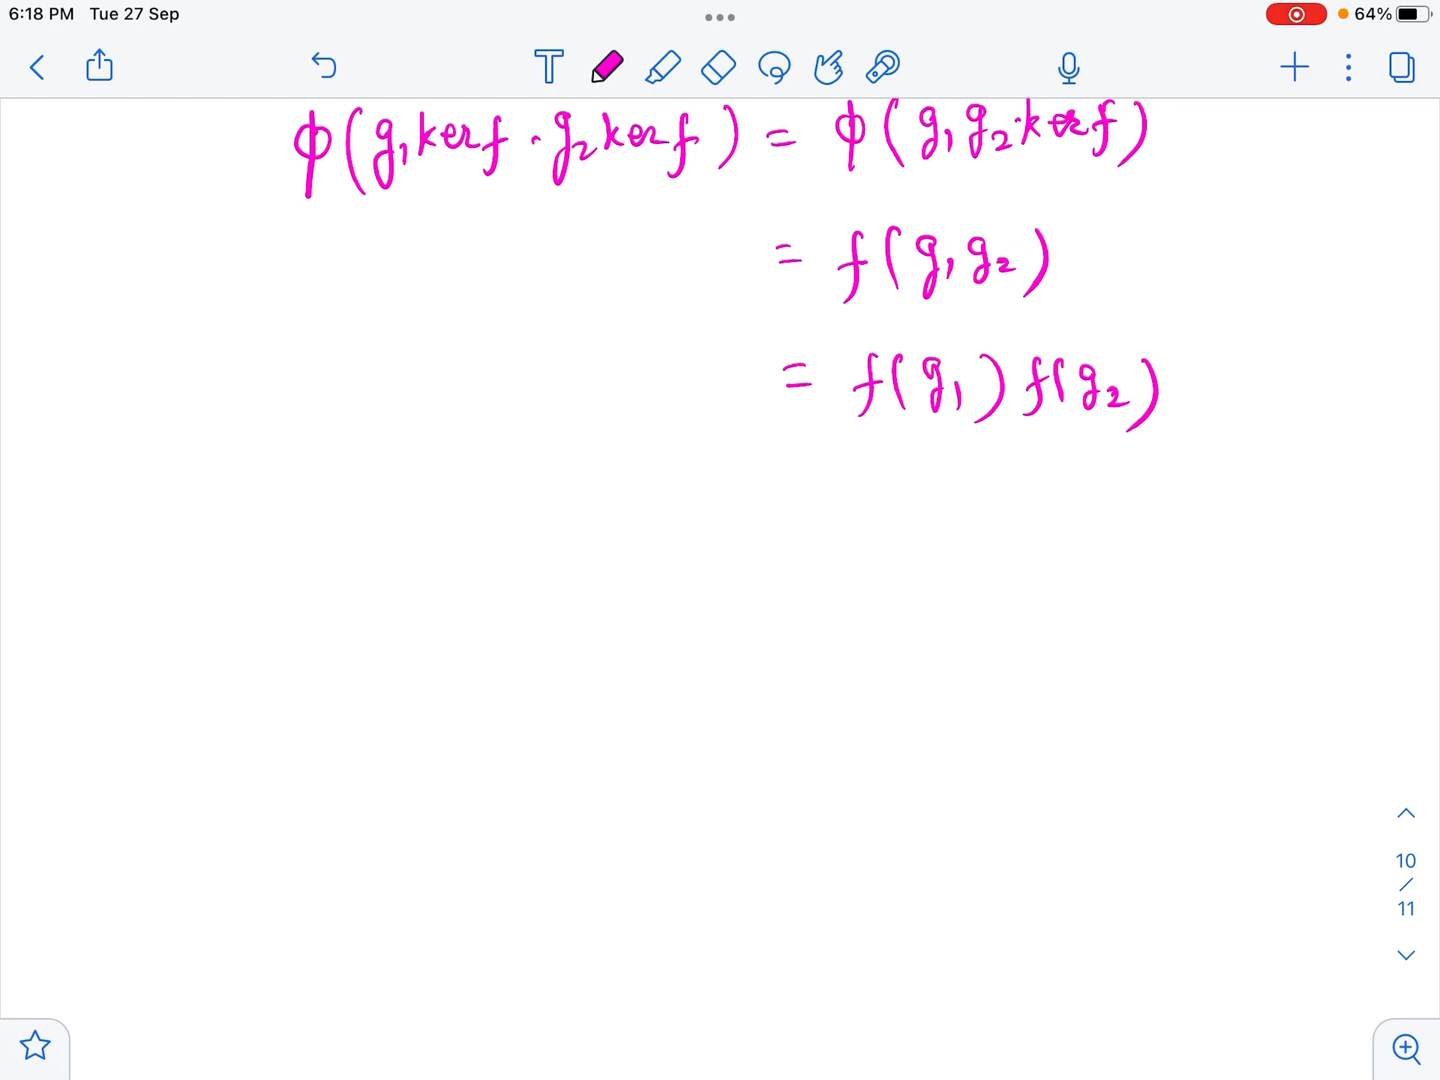 6:18 PM Tue 27 Sep 64%
T
ϕ(g₁kerf · g₂kerf) = ϕ(g₁g₂·kerf)
= f(g₁g₂)
= f(g₁)f(g₂)
10
/
11